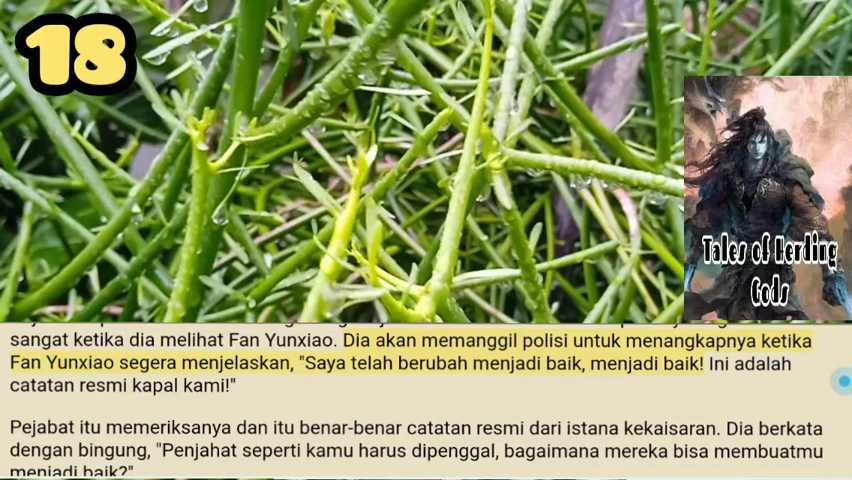 18
Tales of Herding
Gods
sangat ketika dia melihat Fan Yunxiao. Dia akan memanggil polisi untuk menangkapnya ketika
Fan Yunxiao segera menjelaskan, "Saya telah berubah menjadi baik, menjadi baik! Ini adalah
catatan resmi kapal kami!"
Pejabat itu memeriksanya dan itu benar-benar catatan resmi dari istana kekaisaran. Dia berkata
dengan bingung, "Penjahat seperti kamu harus dipenggal, bagaimana mereka bisa membuatmu
menjadi baik?"